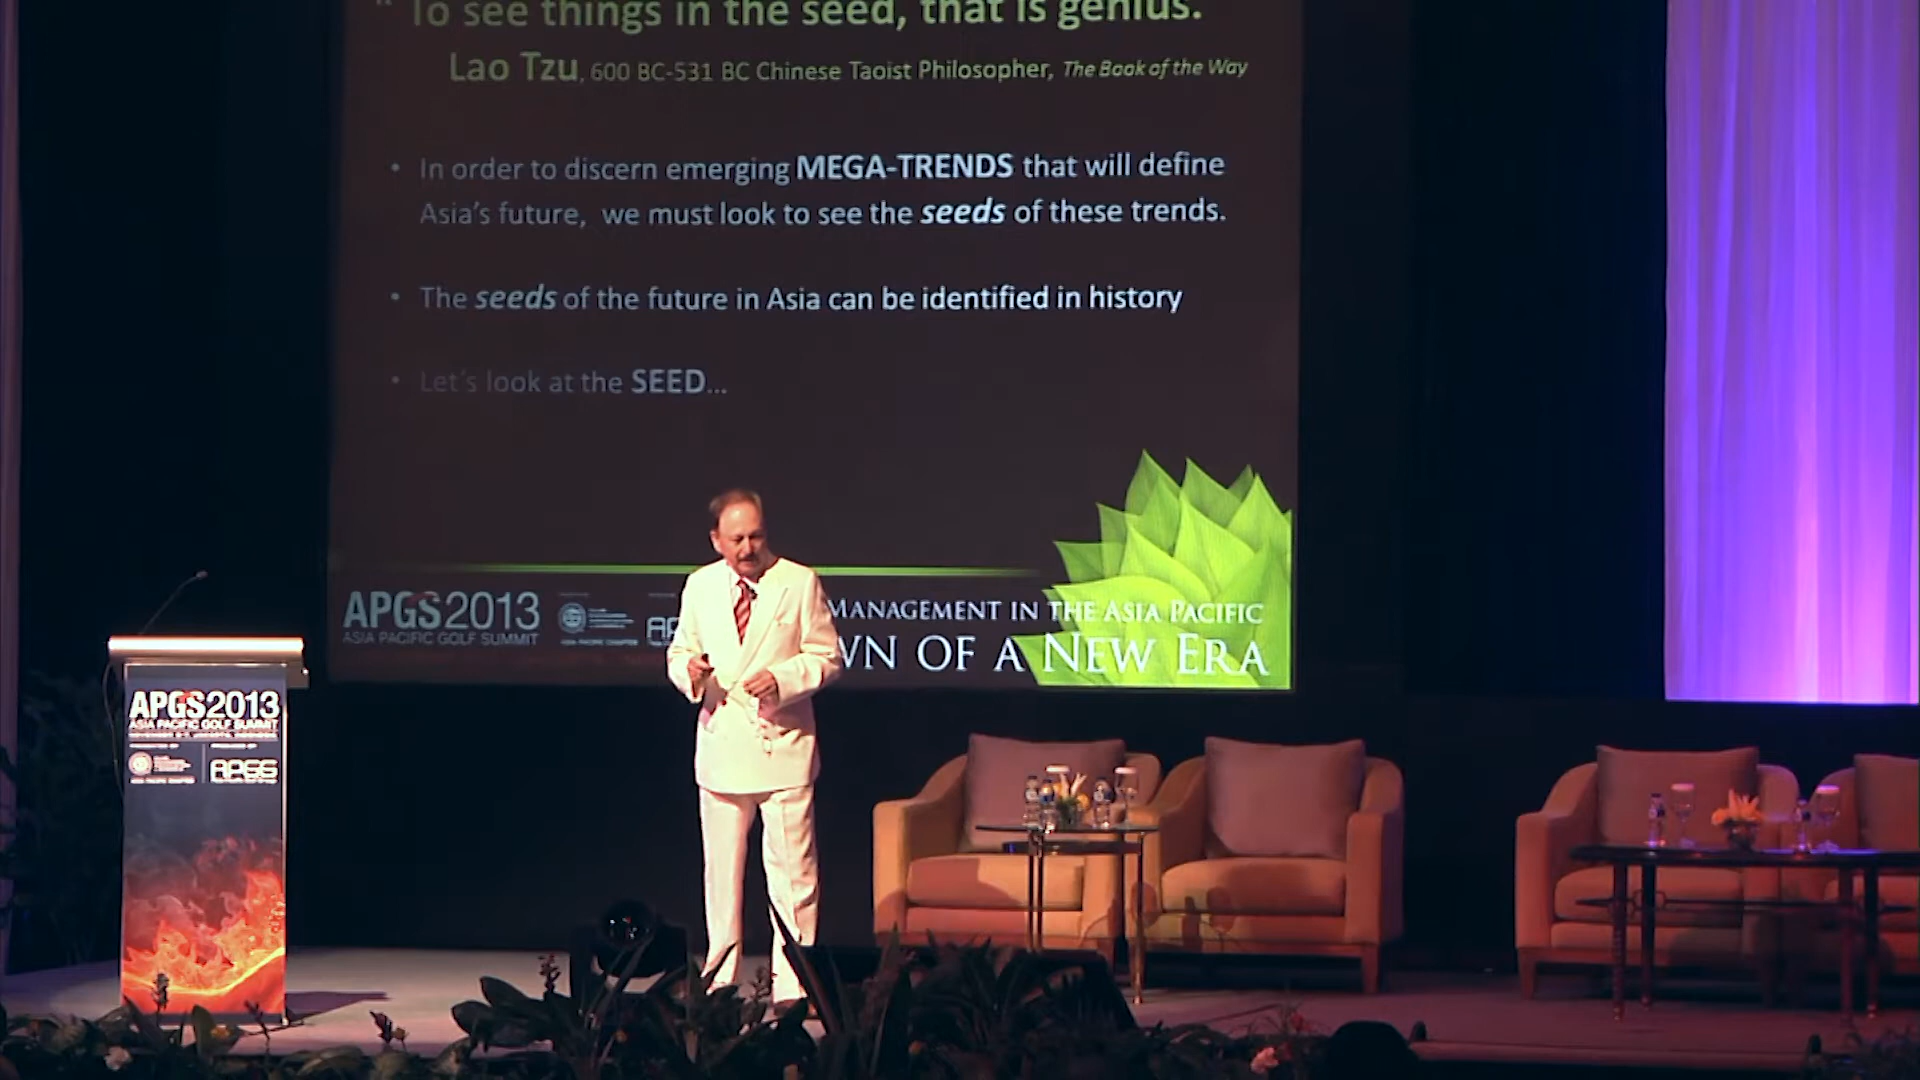 " To see things in the seed, that is genius.
Lao Tzu, 600 BC-531 BC Chinese Taoist Philosopher, The Book of the Way
• In order to discern emerging MEGA-TRENDS that will define
Asia's future, we must look to see the seeds of these trends.
• The seeds of the future in Asia can be identified in history
• Let's look at the SEED...
APGS2013
ASIA PACIFIC GOLF SUMMIT
MANAGEMENT IN THE ASIA PACIFIC
WN OF A NEW ERA
APGS2013
ASIA PACIFIC GOLF SUMMIT
APGS